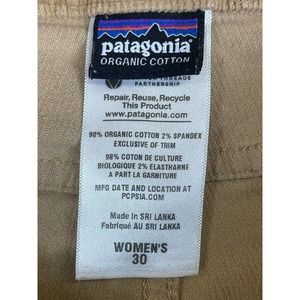 patagonia®
ORGANIC COTTON
THREADS
PARTNERSHIP
Repair, Reuse, Recycle
This Product
www.patagonia.com
98% ORGANIC COTTON 2% SPANDEX
EXCLUSIVE OF TRIM
98% COTON DE CULTURE
BIOLOGIQUE 2% ELASTHANNE
A PART LA GARNITURE
MFG DATE AND LOCATION AT
PCPSIA.COM
Made in SRI LANKA
Fabriqué AU SRI LANKA
WOMEN'S
30